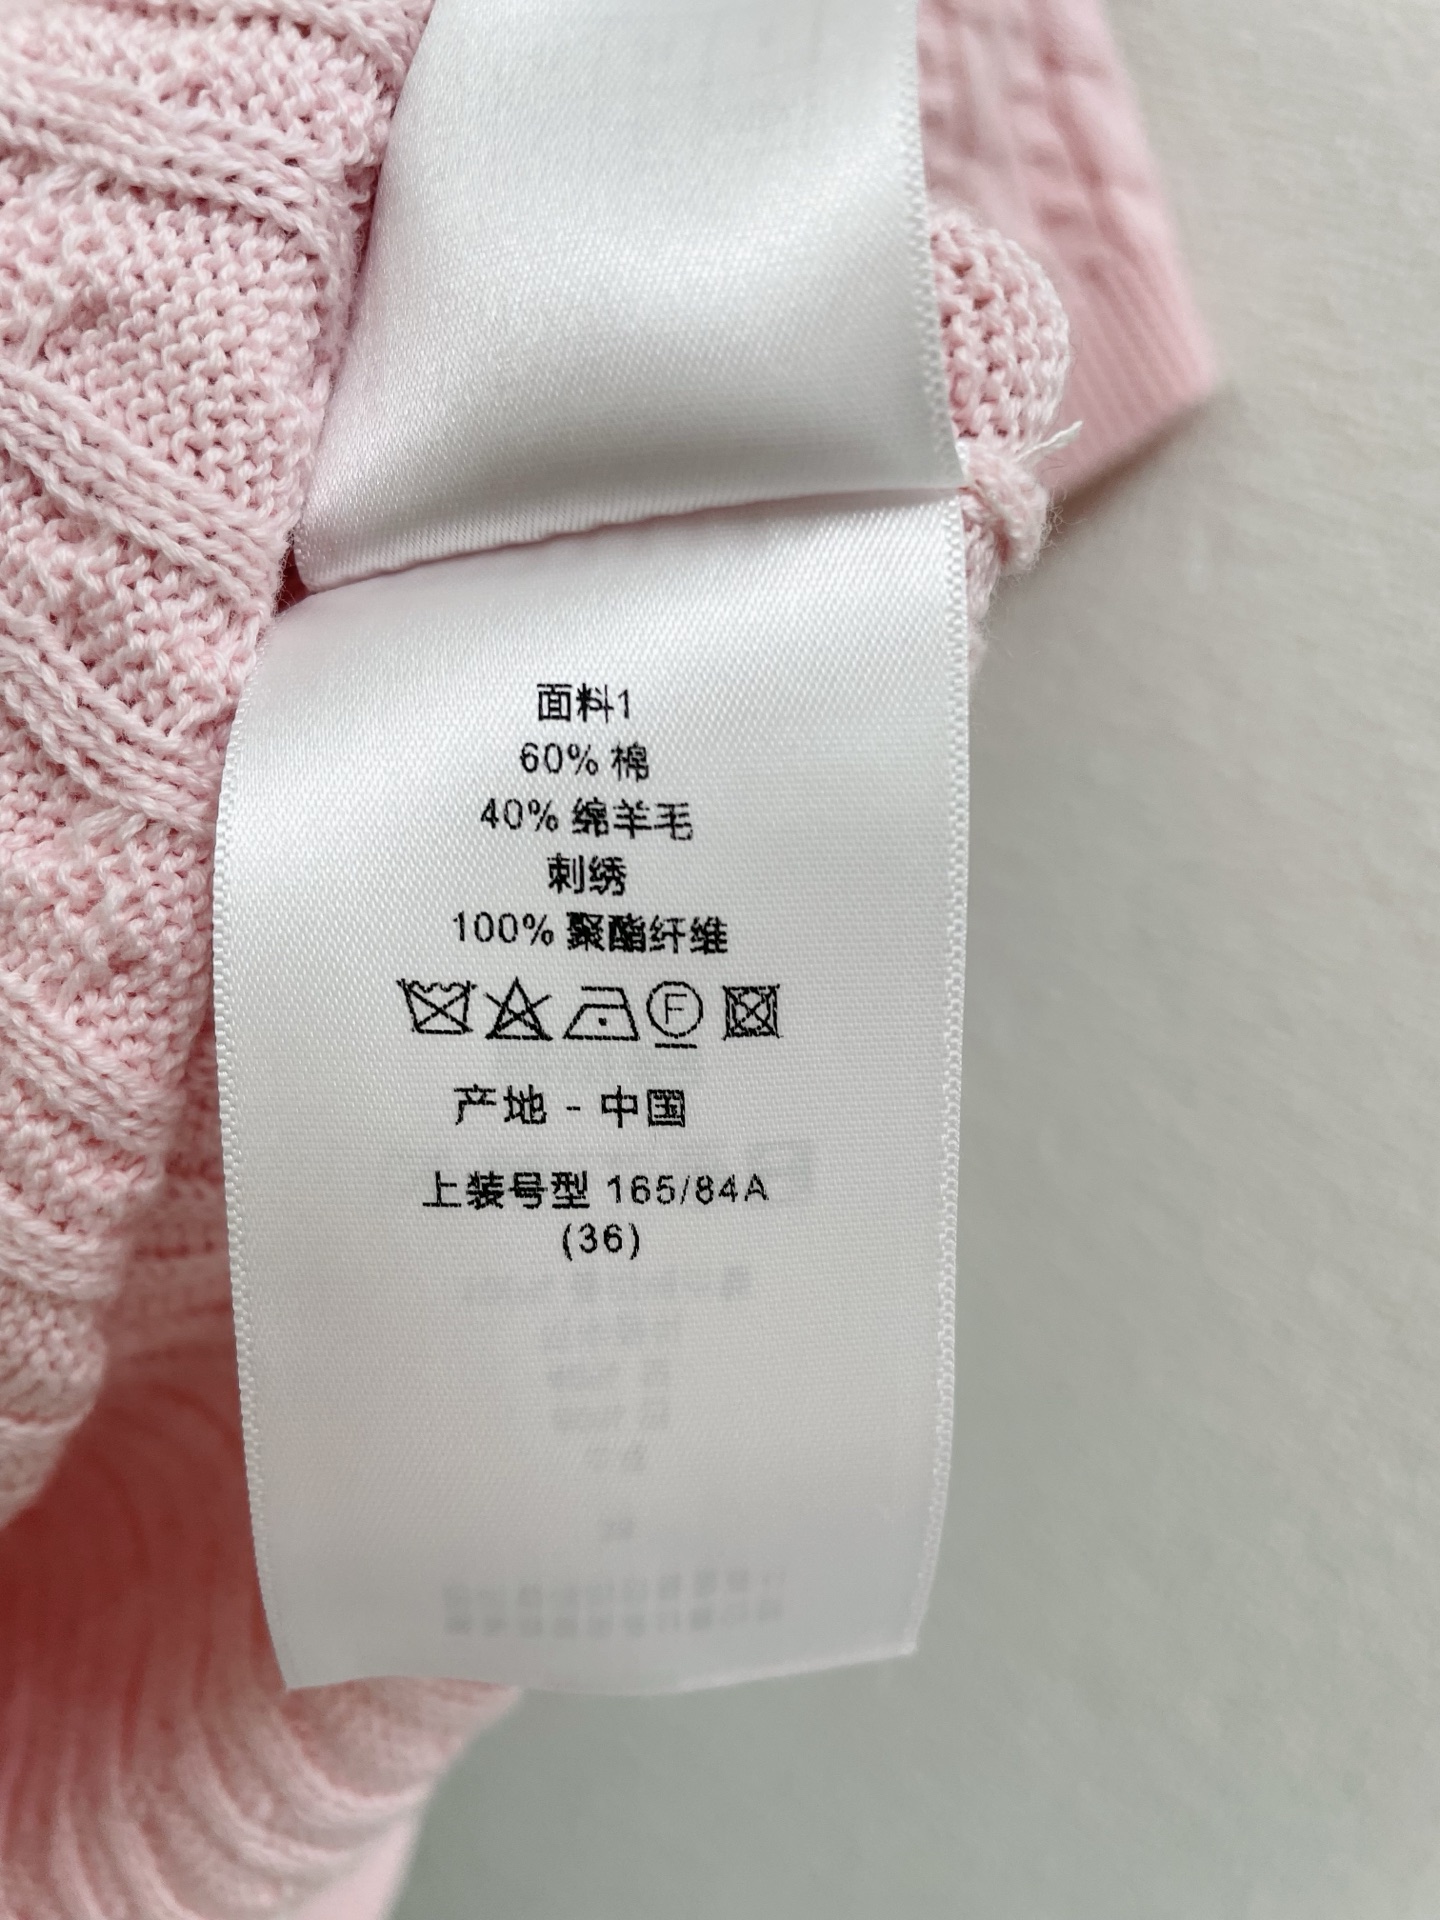 面料1
60% 棉
40% 绵羊毛
刺绣
100% 聚酯纤维
F
产地 - 中国
上装号型 165/84A
(36)